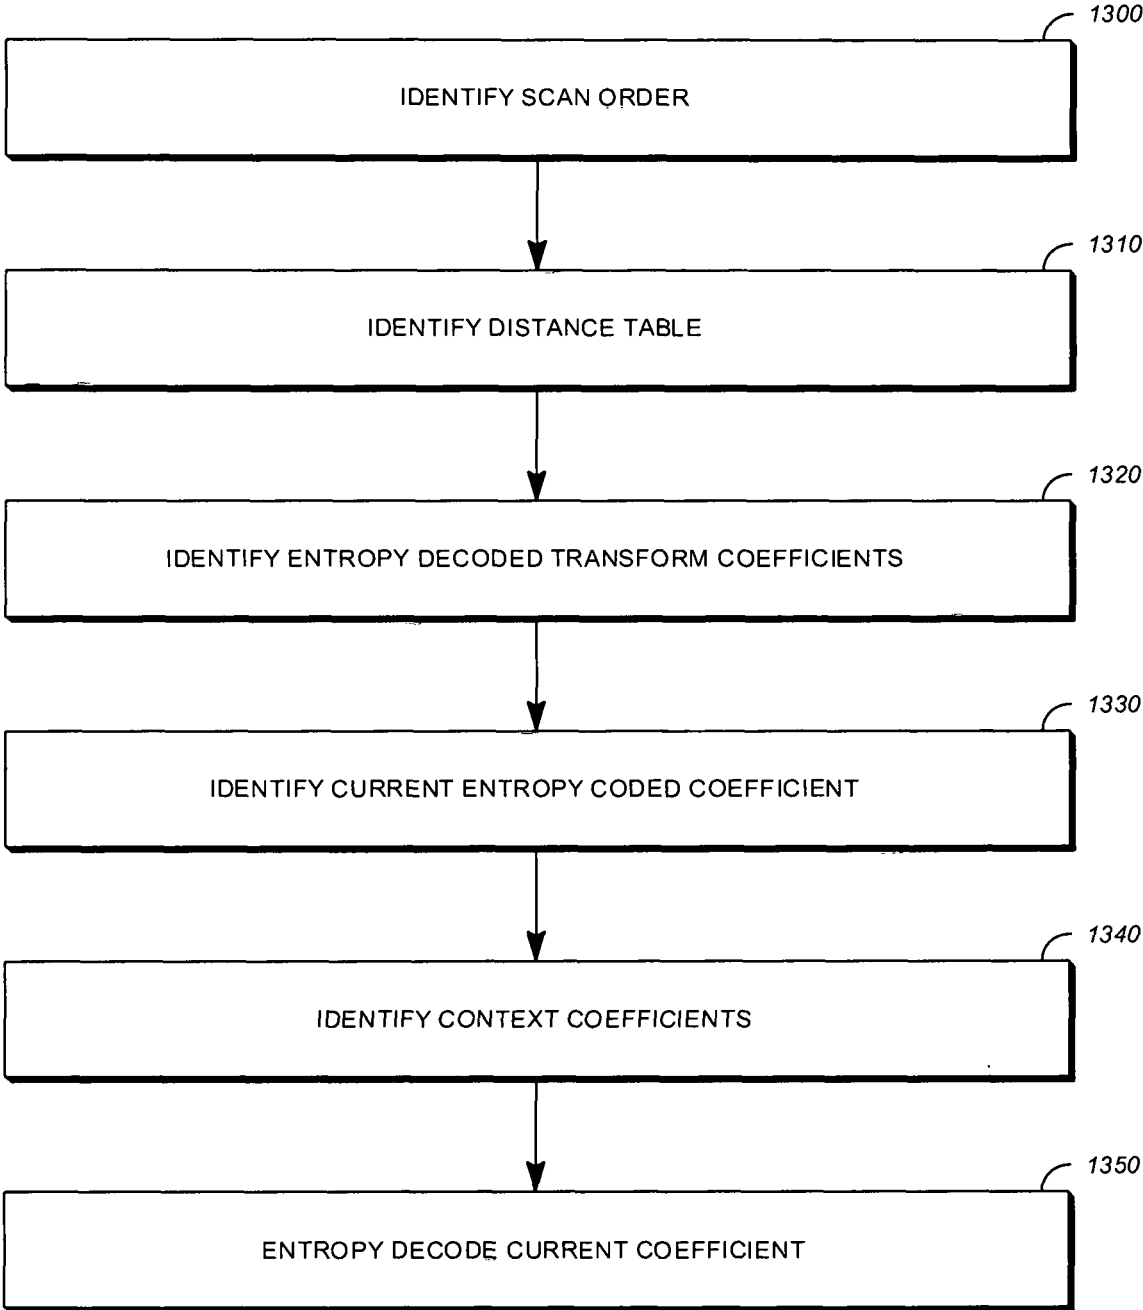 1300
IDENTIFY SCAN ORDER
1310
IDENTIFY DISTANCE TABLE
1320
IDENTIFY ENTROPY DECODED TRANSFORM COEFFICIENTS
1330
IDENTIFY CURRENT ENTROPY CODED COEFFICIENT
1340
IDENTIFY CONTEXT COEFFICIENTS
1350
ENTROPY DECODE CURRENT COEFFICIENT